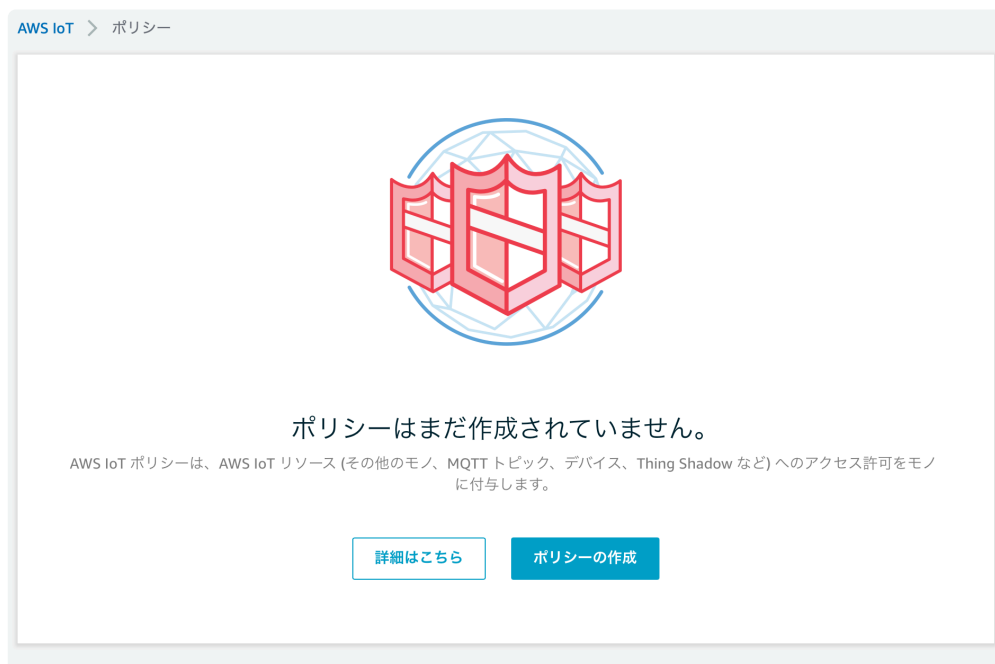 AWS IoT > ポリシー
ポリシーはまだ作成されていません。
AWS IoT ポリシーは、AWS IoT リソース (その他のモノ、MQTT トピック、デバイス、Thing Shadow など) へのアクセス許可をモノ
に付与します。
詳細はこちら ポリシーの作成